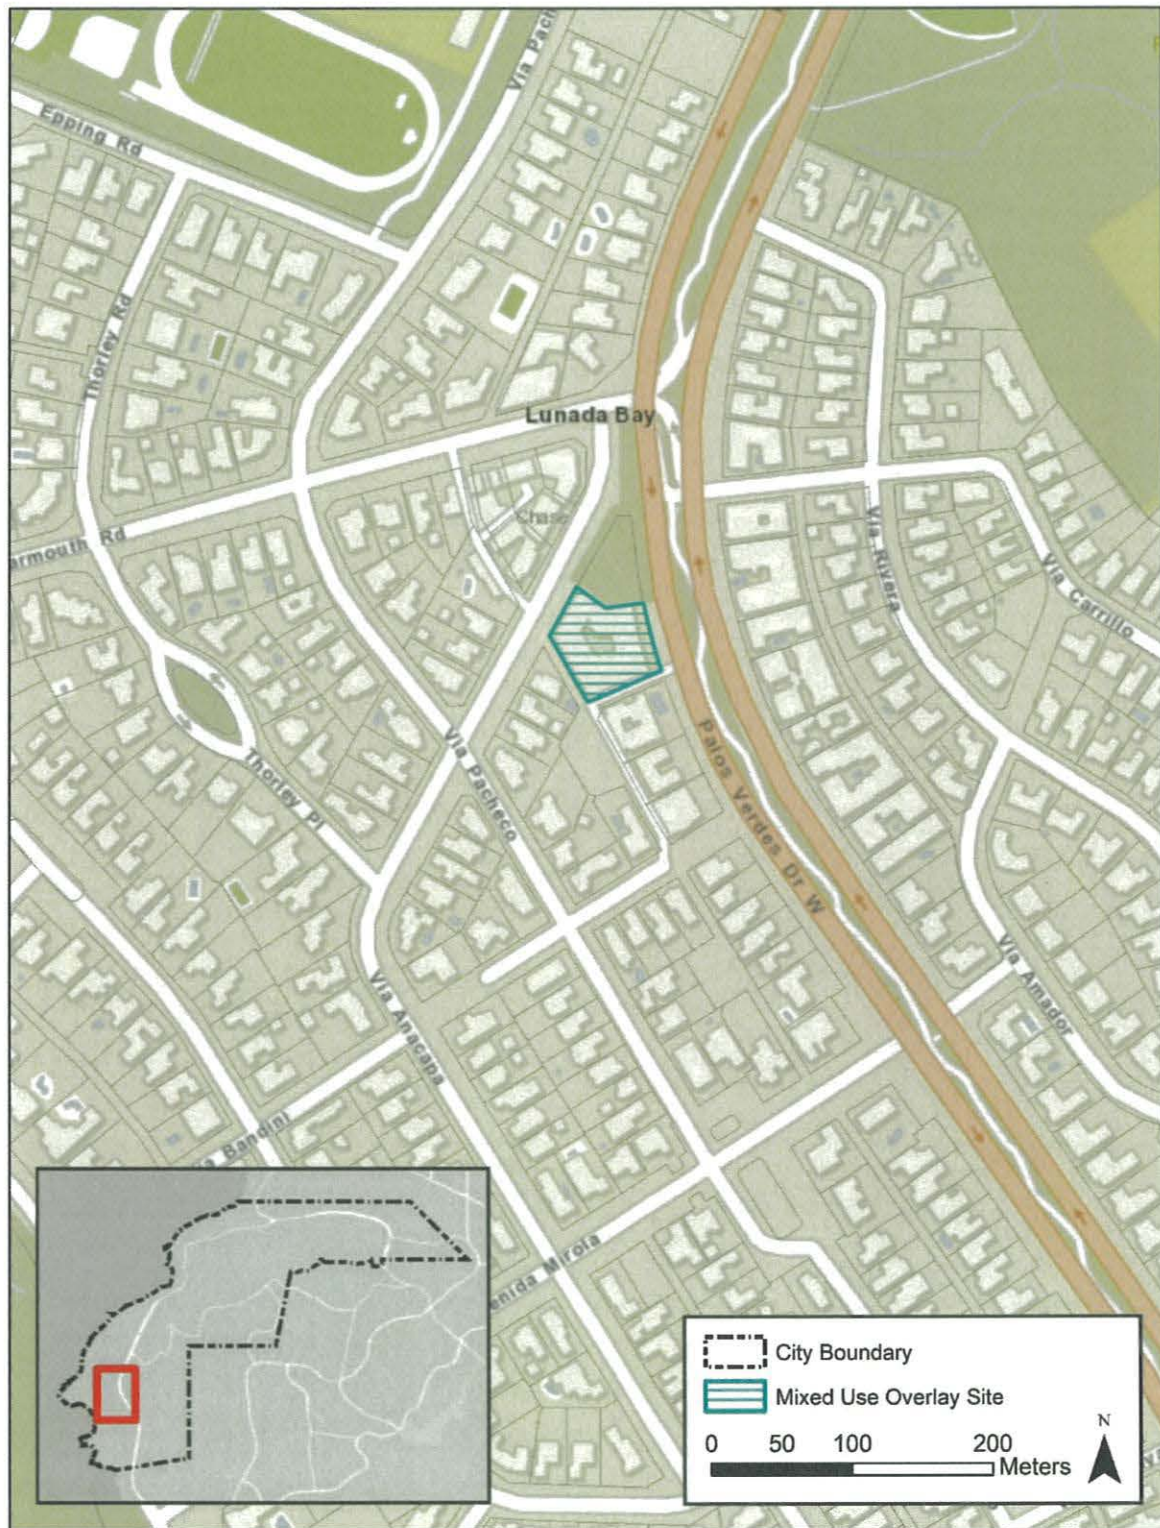 Via Pach
Epping Rd
Thorley Rd
Lunada Bay
Chase
armouth Rd
Via Rivera
Via Carrillo
Thorley Pl
Via Pacheco
Palos Verdes Dr W
Via Anacapa
Via Amador
a Bandini
enida Mirola
City Boundary
Mixed Use Overlay Site
N
0 50 100 200
Meters